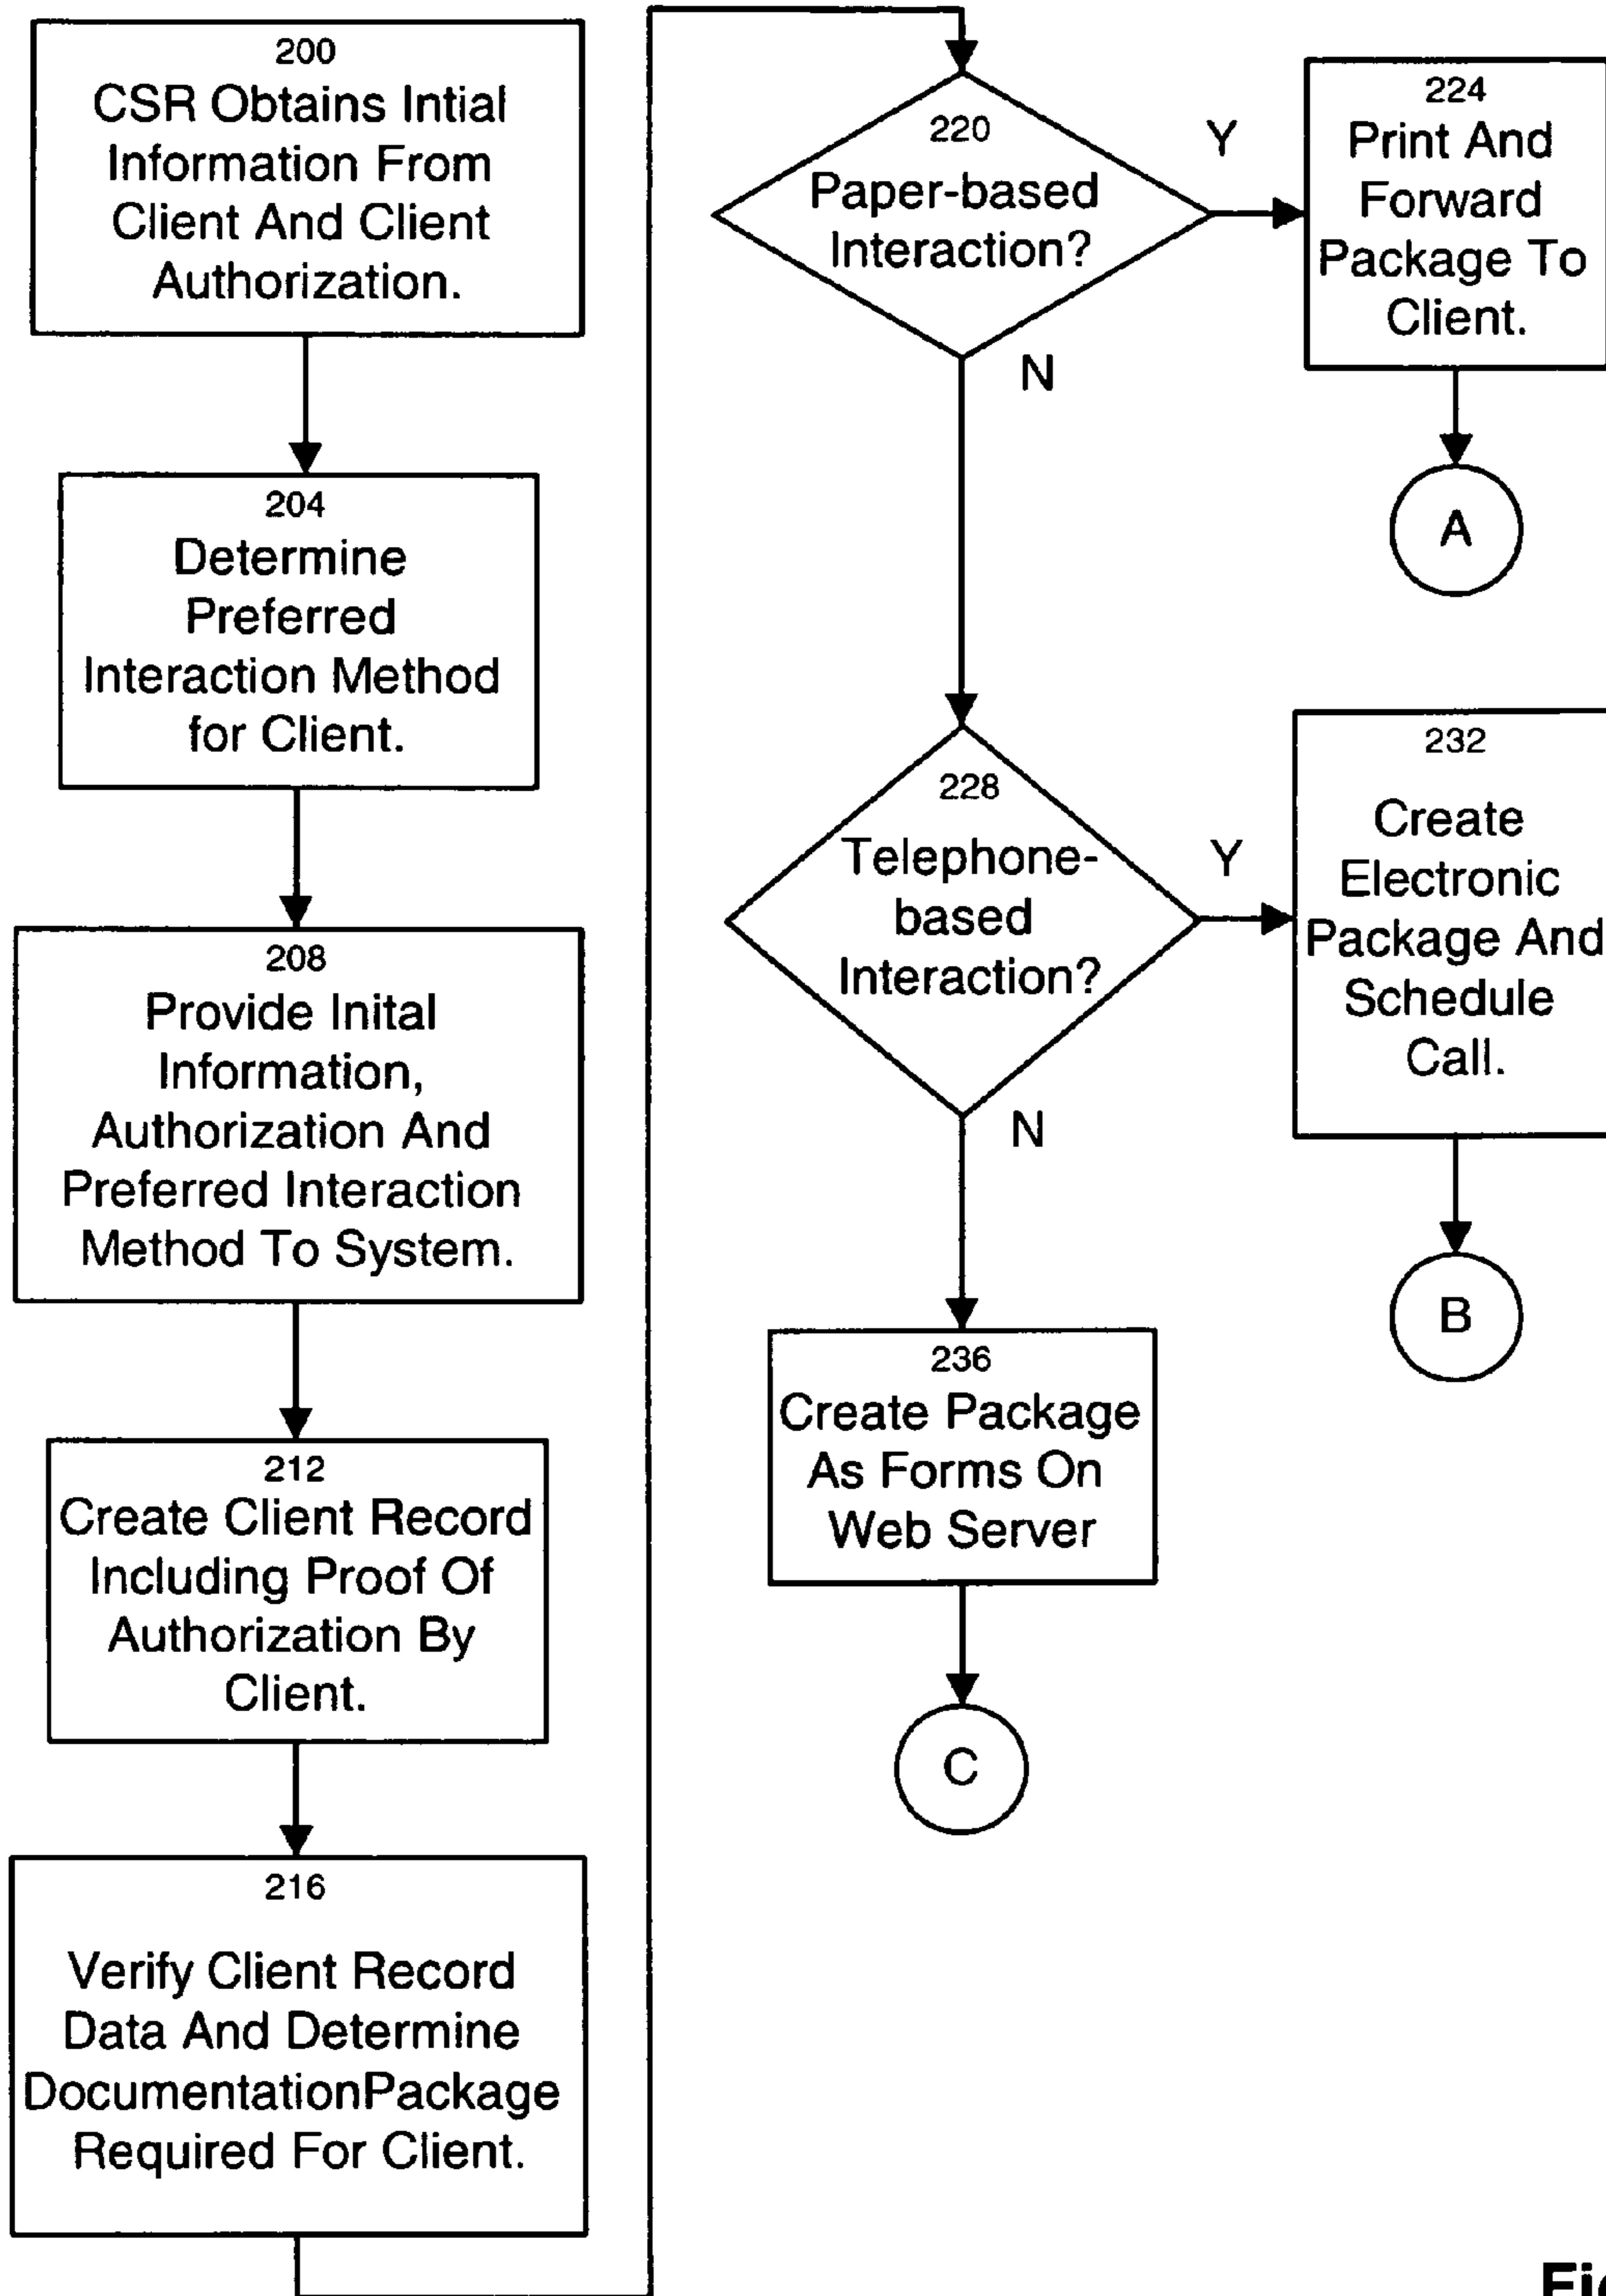 200
CSR Obtains Intial
Information From
Client And Client
Authorization.
204
Determine
Preferred
Interaction Method
for Client.
208
Provide Inital
Information,
Authorization And
Preferred Interaction
Method To System.
212
Create Client Record
Including Proof Of
Authorization By
Client.
216
Verify Client Record
Data And Determine
DocumentationPackage
Required For Client.
220
Paper-based
Interaction?
Y
N
224
Print And
Forward
Package To
Client.
A
228
Telephone-
based
Interaction?
Y
N
232
Create
Electronic
Package And
Schedule
Call.
B
236
Create Package
As Forms On
Web Server
C